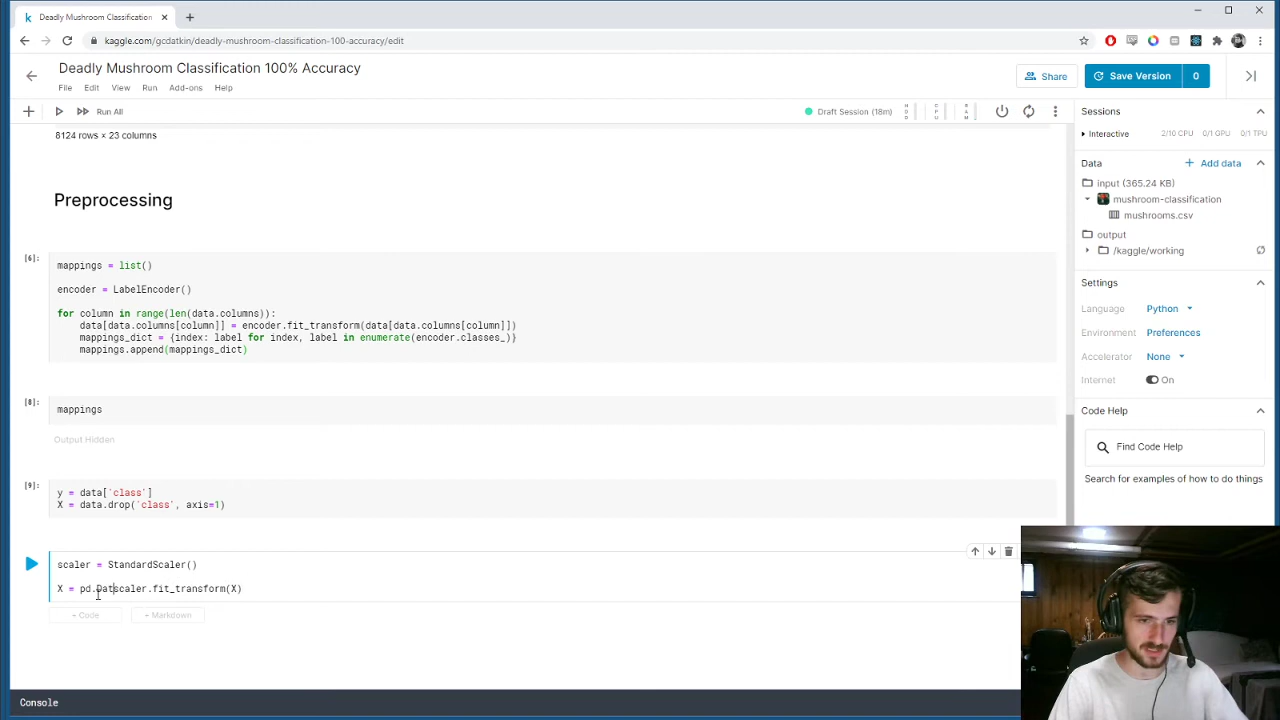 Deadly Mushroom Classification
kaggle.com/gcdatkin/deadly-mushroom-classification-100-accuracy/edit
Deadly Mushroom Classification 100% Accuracy
File Edit View Run Add-ons Help
Share
Save Version 0
Run All
Draft Session (18m)
8124 rows × 23 columns
Preprocessing
[6]:
mappings = list()
encoder = LabelEncoder()
for column in range(len(data.columns)):
data[data.columns[column]] = encoder.fit_transform(data[data.columns[column]])
mappings_dict = {index: label for index, label in enumerate(encoder.classes_)}
mappings.append(mappings_dict)
[8]:
mappings
Output Hidden
[9]:
y = data['class']
X = data.drop('class', axis=1)
scaler = StandardScaler()
X = pd.Datscaler.fit_transform(X)
+ Code + Markdown
Console
Sessions
Interactive 2/10 CPU 0/1 GPU 0/1 TPU
Data + Add data
input (365.24 KB)
mushroom-classification
mushrooms.csv
output
/kaggle/working
Settings
Language Python
Environment Preferences
Accelerator None
Internet On
Code Help
Find Code Help
Search for examples of how to do things